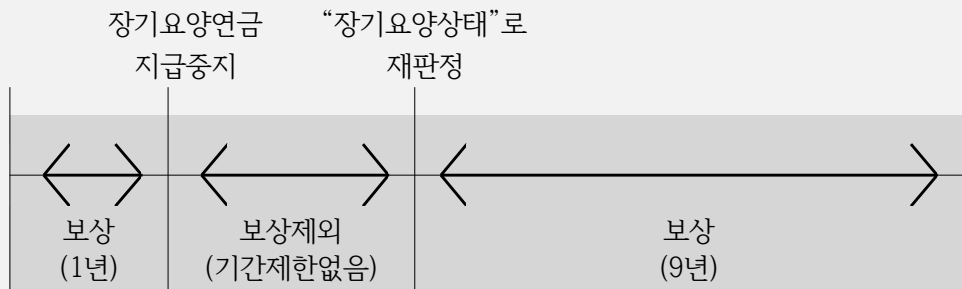 장기요양연금
지급중지
“장기요양상태”로
재판정
보상
(1년)
보상제외
(기간제한없음)
보상
(9년)